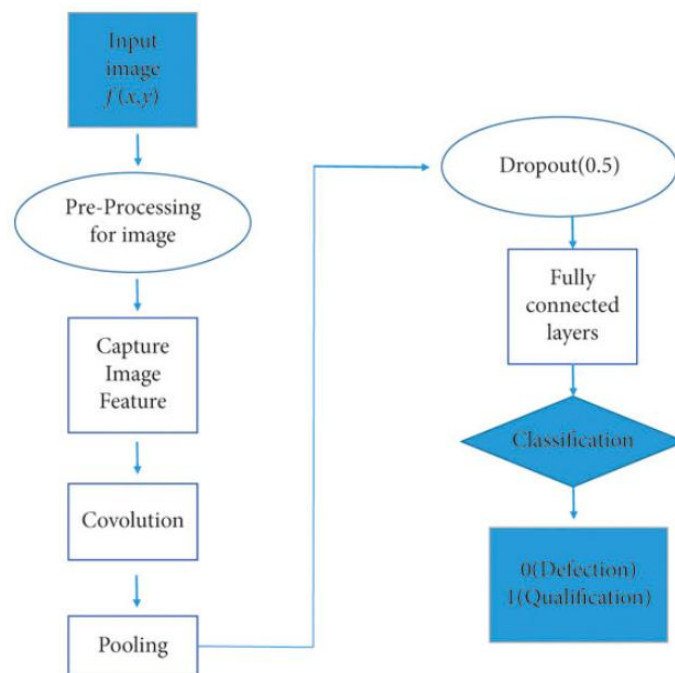 Input
image
f (x,y)
Pre-Processing
for image
Capture
Image
Feature
Covolution
Pooling
Dropout(0.5)
Fully
connected
layers
Classification
0(Defection)
1(Qualification)